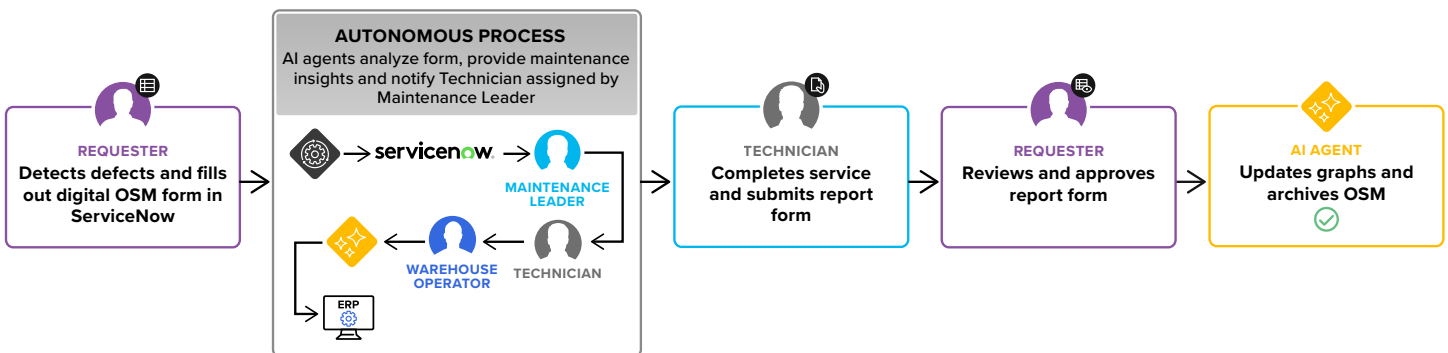 REQUESTER
Detects defects and fills
out digital OSM form in
ServiceNow
AUTONOMOUS PROCESS
AI agents analyze form, provide maintenance
insights and notify Technician assigned by
Maintenance Leader
servicenow
MAINTENANCE
LEADER
TECHNICIAN
WAREHOUSE
OPERATOR
ERP
TECHNICIAN
Completes service
and submits report
form
REQUESTER
Reviews and approves
report form
AI AGENT
Updates graphs and
archives OSM